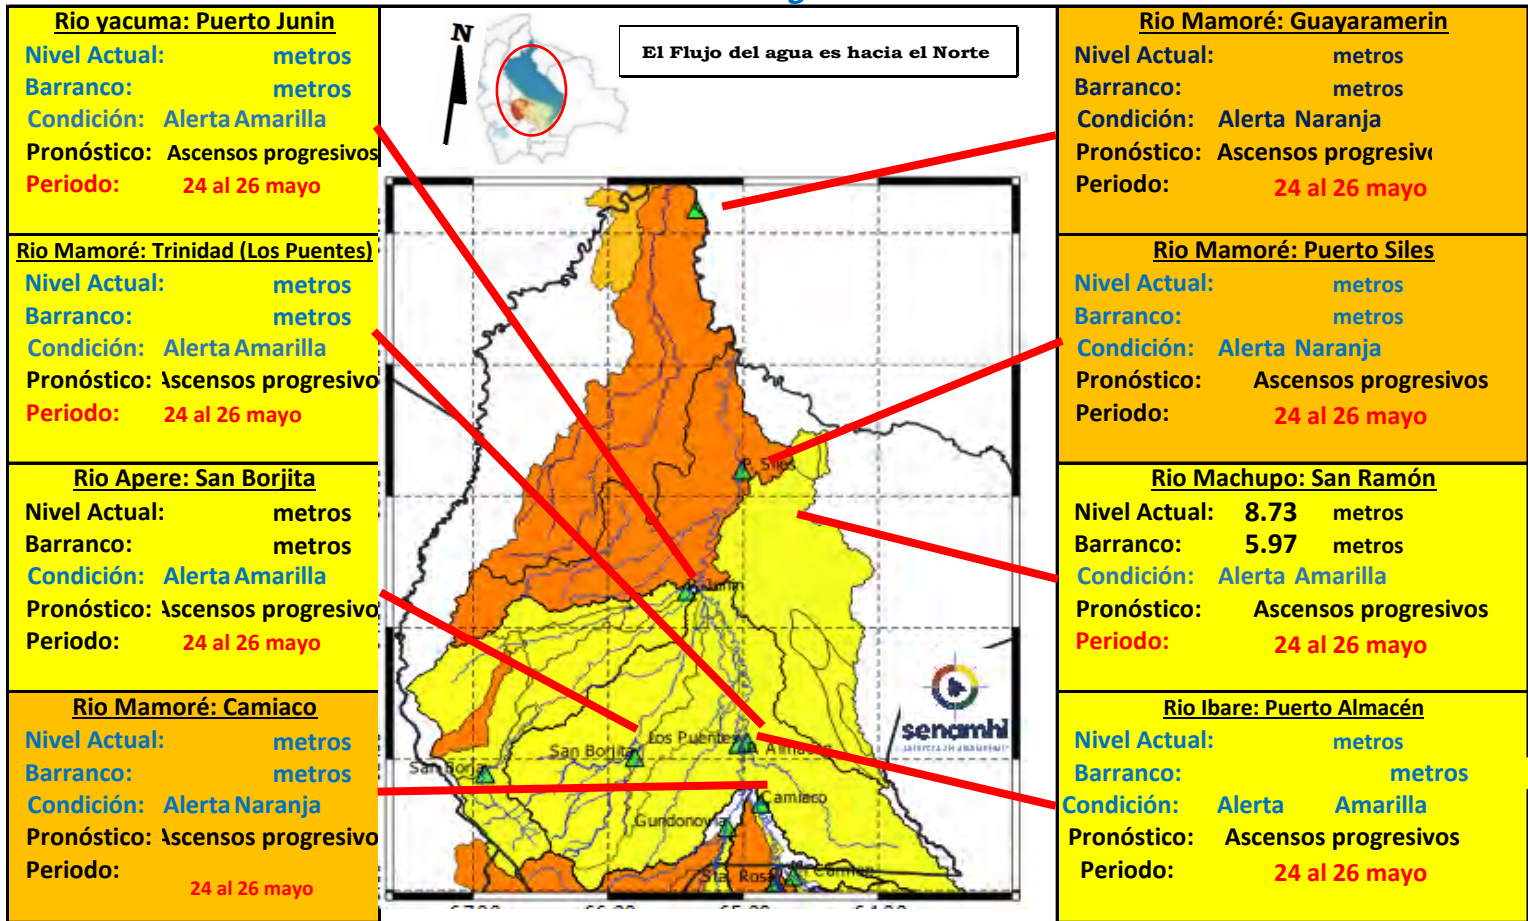 Rio yacuma: Puerto Junin
Nivel Actual: metros
Barranco: metros
Condición: Alerta Amarilla
Pronóstico: Ascensos progresivos
Periodo: 24 al 26 mayo
Rio Mamoré: Trinidad (Los Puentes)
Nivel Actual: metros
Barranco: metros
Condición: Alerta Amarilla
Pronóstico: Ascensos progresivo
Periodo: 24 al 26 mayo
Rio Apere: San Borjita
Nivel Actual: metros
Barranco: metros
Condición: Alerta Amarilla
Pronóstico: Ascensos progresivo
Periodo: 24 al 26 mayo
Rio Mamoré: Camiaco
Nivel Actual: metros
Barranco: metros
Condición: Alerta Naranja
Pronóstico: Ascensos progresivo
Periodo:
24 al 26 mayo
N
El Flujo del agua es hacia el Norte
P. Siles
Junin
Los Puentes
P. Almacén
San Borjita
San Borja
Camiaco
Gundonovia
Sta. Rosa
Carmen
senamhi
Rio Mamoré: Guayaramerin
Nivel Actual: metros
Barranco: metros
Condición: Alerta Naranja
Pronóstico: Ascensos progresiv
Periodo: 24 al 26 mayo
Rio Mamoré: Puerto Siles
Nivel Actual: metros
Barranco: metros
Condición: Alerta Naranja
Pronóstico: Ascensos progresivos
Periodo: 24 al 26 mayo
Rio Machupo: San Ramón
Nivel Actual: 8.73 metros
Barranco: 5.97 metros
Condición: Alerta Amarilla
Pronóstico: Ascensos progresivos
Periodo: 24 al 26 mayo
Rio Ibare: Puerto Almacén
Nivel Actual: metros
Barranco: metros
Condición: Alerta Amarilla
Pronóstico: Ascensos progresivos
Periodo: 24 al 26 mayo